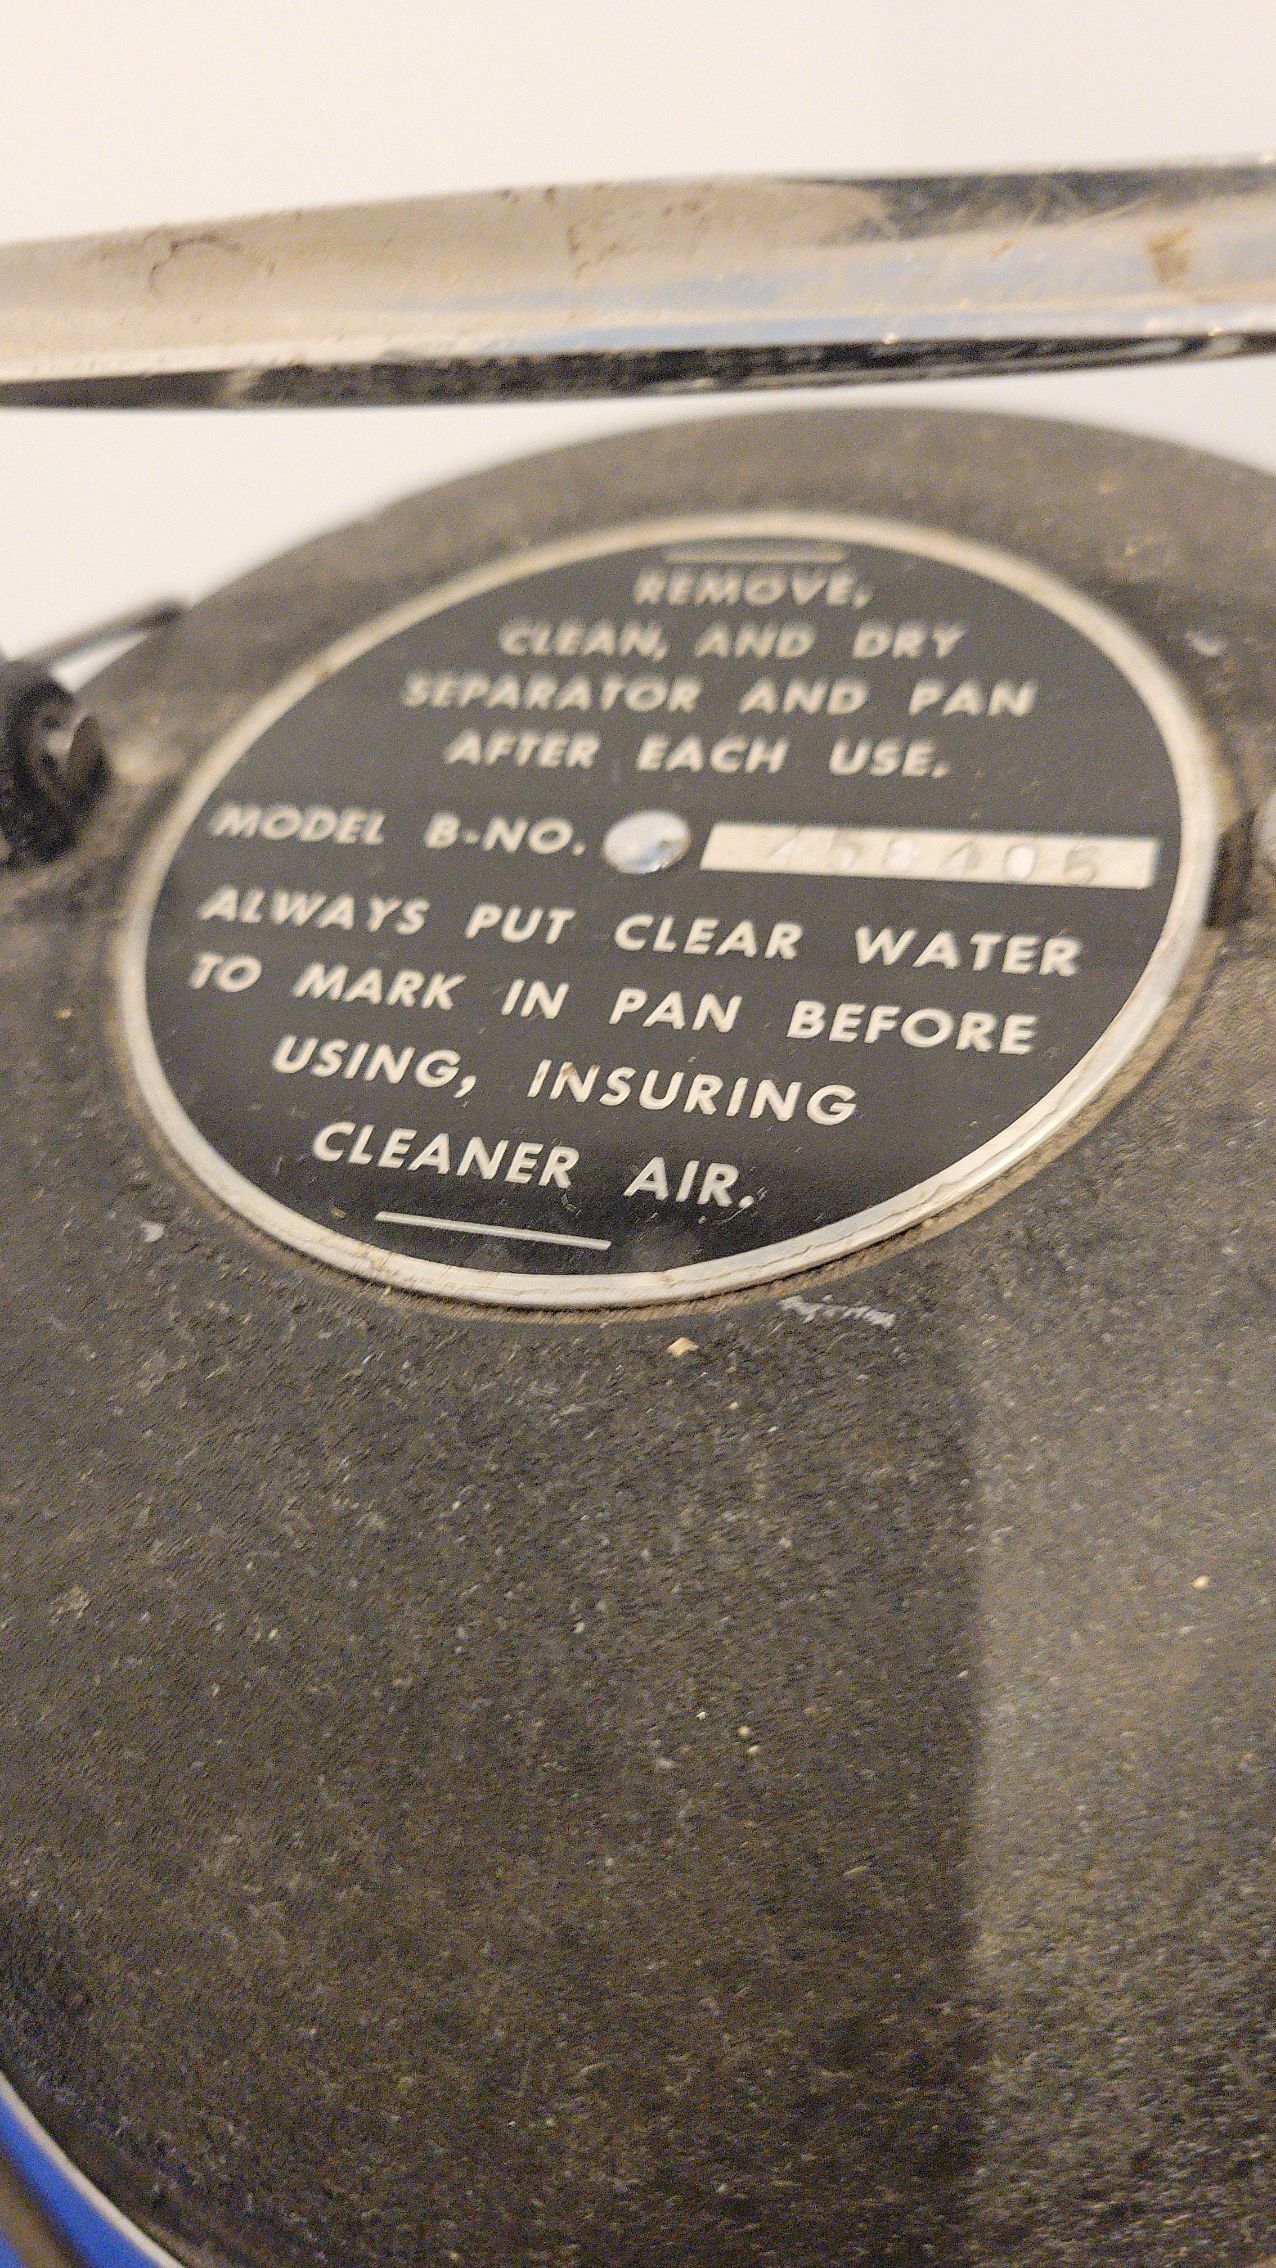 REMOVE,
CLEAN, AND DRY
SEPARATOR AND PAN
AFTER EACH USE.
MODEL B-NO.
ALWAYS PUT CLEAR WATER
TO MARK IN PAN BEFORE
USING, INSURING
CLEANER AIR.